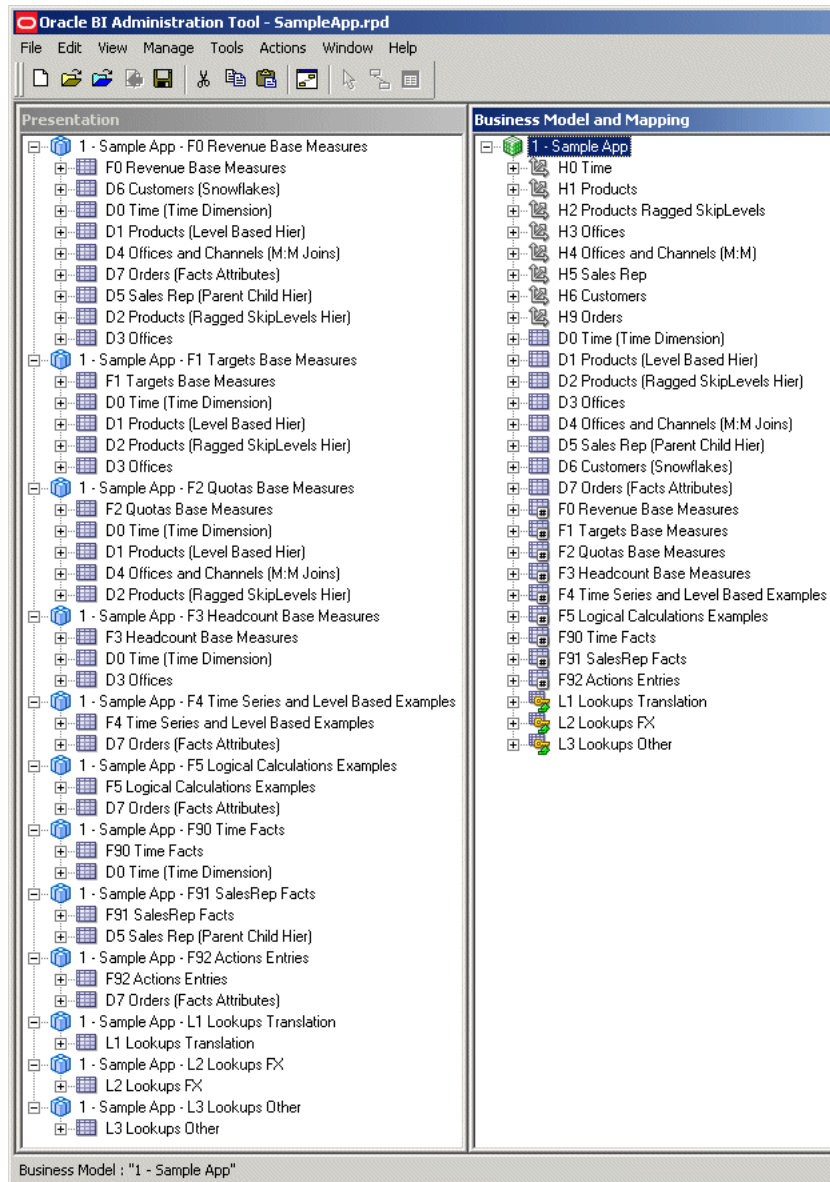 Oracle BI Administration Tool - SampleApp.rpd
File Edit View Manage Tools Actions Window Help
Presentation
1 - Sample App - F0 Revenue Base Measures
F0 Revenue Base Measures
D6 Customers (Snowflakes)
D0 Time (Time Dimension)
D1 Products (Level Based Hier)
D4 Offices and Channels (M:M Joins)
D7 Orders (Facts Attributes)
D5 Sales Rep (Parent Child Hier)
D2 Products (Ragged SkipLevels Hier)
D3 Offices
1 - Sample App - F1 Targets Base Measures
F1 Targets Base Measures
D0 Time (Time Dimension)
D1 Products (Level Based Hier)
D2 Products (Ragged SkipLevels Hier)
D3 Offices
1 - Sample App - F2 Quotas Base Measures
F2 Quotas Base Measures
D0 Time (Time Dimension)
D1 Products (Level Based Hier)
D4 Offices and Channels (M:M Joins)
D2 Products (Ragged SkipLevels Hier)
1 - Sample App - F3 Headcount Base Measures
F3 Headcount Base Measures
D0 Time (Time Dimension)
D3 Offices
1 - Sample App - F4 Time Series and Level Based Examples
F4 Time Series and Level Based Examples
D7 Orders (Facts Attributes)
1 - Sample App - F5 Logical Calculations Examples
F5 Logical Calculations Examples
D7 Orders (Facts Attributes)
1 - Sample App - F90 Time Facts
F90 Time Facts
D0 Time (Time Dimension)
1 - Sample App - F91 SalesRep Facts
F91 SalesRep Facts
D5 Sales Rep (Parent Child Hier)
1 - Sample App - F92 Actions Entries
F92 Actions Entries
D7 Orders (Facts Attributes)
1 - Sample App - L1 Lookups Translation
L1 Lookups Translation
1 - Sample App - L2 Lookups FX
L2 Lookups FX
1 - Sample App - L3 Lookups Other
L3 Lookups Other
Business Model and Mapping
1 - Sample App
H0 Time
H1 Products
H2 Products Ragged SkipLevels
H3 Offices
H4 Offices and Channels (M:M)
H5 Sales Rep
H6 Customers
H9 Orders
D0 Time (Time Dimension)
D1 Products (Level Based Hier)
D2 Products (Ragged SkipLevels Hier)
D3 Offices
D4 Offices and Channels (M:M Joins)
D5 Sales Rep (Parent Child Hier)
D6 Customers (Snowflakes)
D7 Orders (Facts Attributes)
F0 Revenue Base Measures
F1 Targets Base Measures
F2 Quotas Base Measures
F3 Headcount Base Measures
F4 Time Series and Level Based Examples
F5 Logical Calculations Examples
F90 Time Facts
F91 SalesRep Facts
F92 Actions Entries
L1 Lookups Translation
L2 Lookups FX
L3 Lookups Other
Business Model : "1 - Sample App"